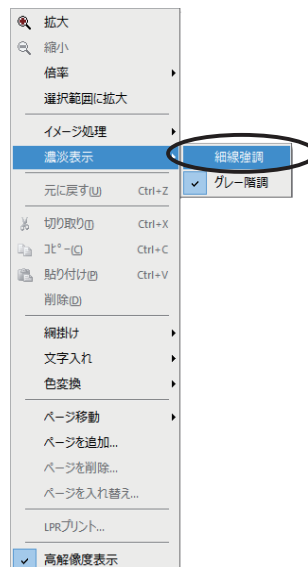 拡大
縮小
倍率
選択範囲に拡大
イメージ処理
濃淡表示
細線強調
グレー階調
元に戻す(U) Ctrl+Z
切り取り(T) Ctrl+X
ｺﾋﾟｰ(C) Ctrl+C
貼り付け(P) Ctrl+V
削除(D)
網掛け
文字入れ
色変換
ページ移動
ページを追加...
ページを削除...
ページを入れ替え...
LPRプリント...
高解像度表示